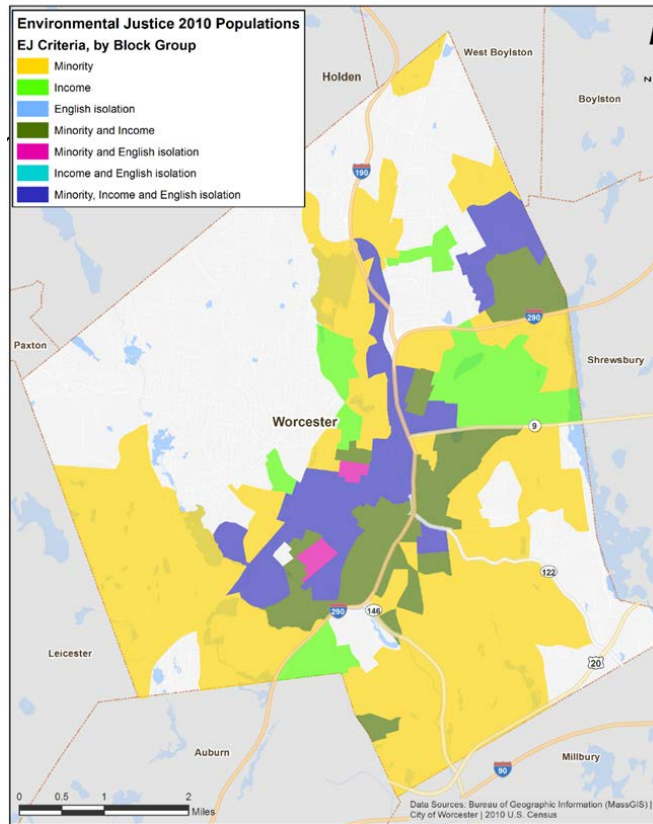 Environmental Justice 2010 Populations
EJ Criteria, by Block Group
Minority
Income
English isolation
Minority and Income
Minority and English isolation
Income and English isolation
Minority, Income and English isolation
West Boylston
Holden
Boylston
190
290
Paxton
Shrewsbury
Worcester
9
122
290
146
Leicester
20
Auburn
Millbury
90
0 0.5 1 2
Miles
Data Sources: Bureau of Geographic Information (MassGIS) |
City of Worcester | 2010 U.S. Census